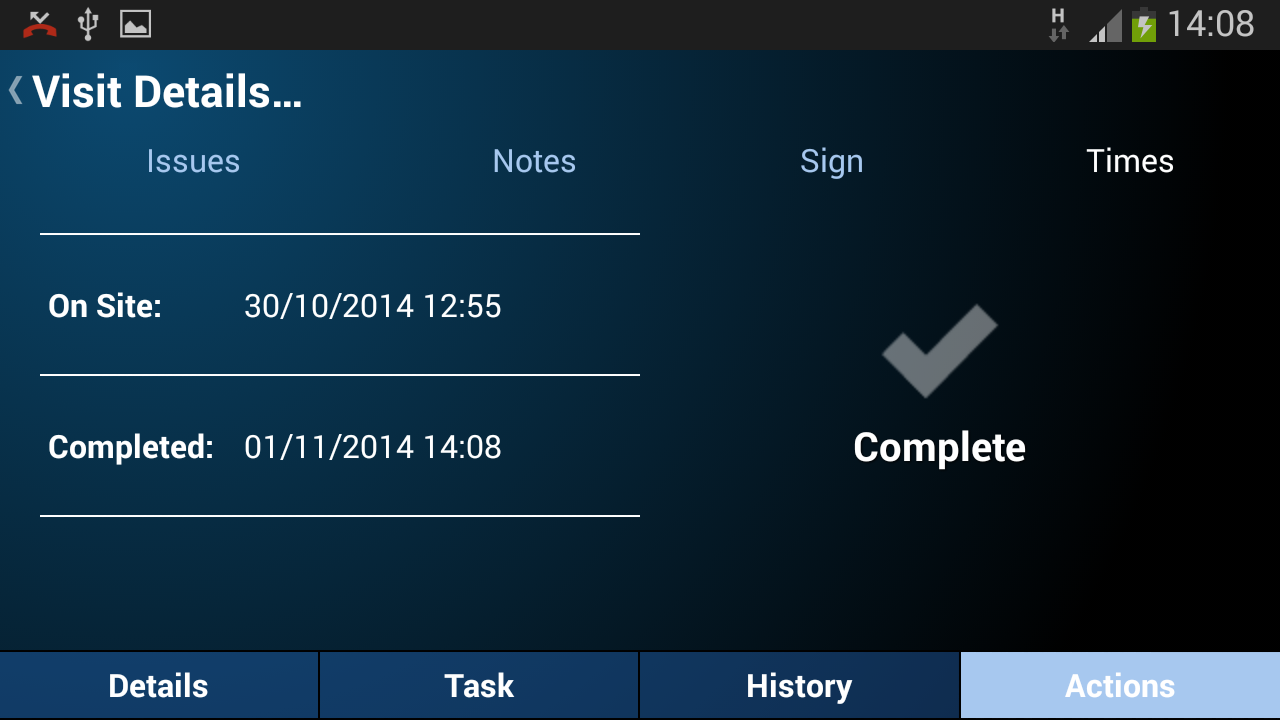 H 14:08
Visit Details...
Issues Notes Sign Times
On Site: 30/10/2014 12:55
Completed: 01/11/2014 14:08
Complete
Details Task History Actions